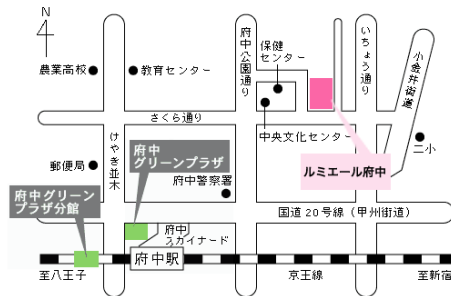 4
府中公園通り
保健
センター
いちょう通り
小金井街道
農業高校
教育センター
さくら通り
中央文化センター
けやき並木
府中
グリーンプラザ
ルミエール府中
二小
郵便局
府中警察署
府中グリーン
プラザ分館
国道20号線（甲州街道）
府中
スカイナード
府中駅
至八王子
京王線
至新宿